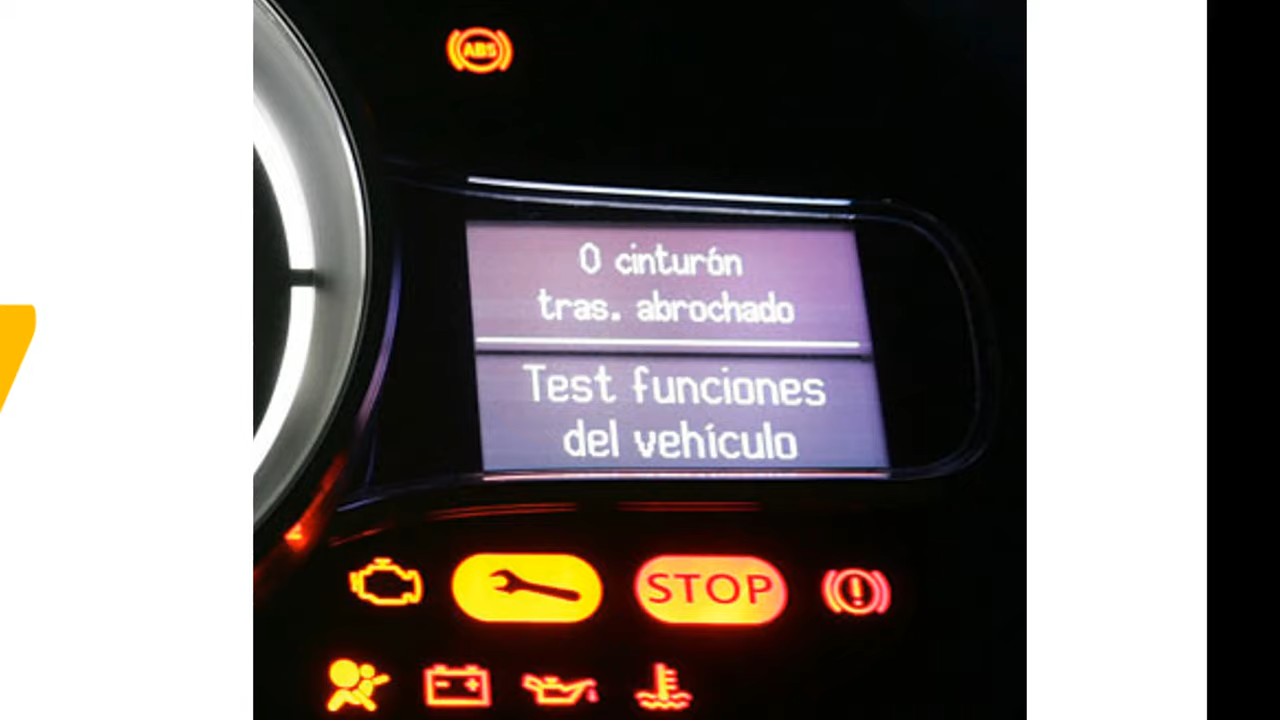 ABS
0 cinturón
tras. abrochado
Test funciones
del vehículo
STOP